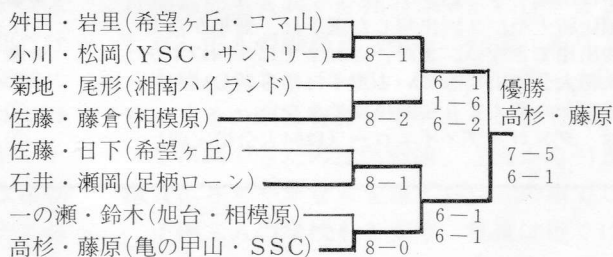 舛田・岩里(希望ヶ丘・コマ山)
小川・松岡(YSC・サントリー)
8-1
菊地・尾形(湘南ハイランド)
佐藤・藤倉(相模原)
8-2
6-1
1-6
6-2
佐藤・日下(希望ヶ丘)
石井・瀬岡(足柄ローン)
8-1
一の瀬・鈴木(旭台・相模原)
高杉・藤原(亀の甲山・SSC)
8-0
6-1
6-1
優勝
高杉・藤原
7-5
6-1